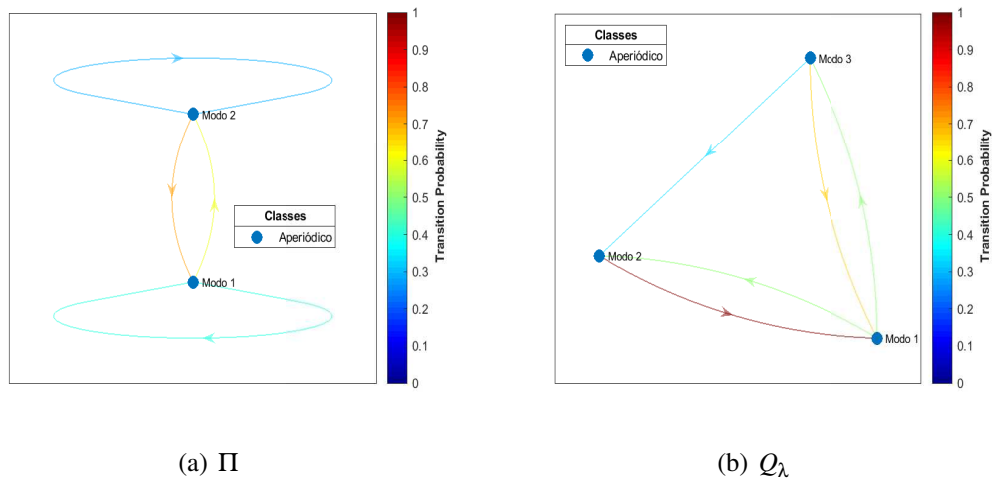 Modo 2
Classes
Aperiódico
Modo 1
1
0.9
0.8
0.7
0.6
0.5
0.4
0.3
0.2
0.1
0
Transition Probability
(a) Π
Classes
Aperiódico
Modo 3
Modo 2
Modo 1
1
0.9
0.8
0.7
0.6
0.5
0.4
0.3
0.2
0.1
0
Transition Probability
(b) Qλ